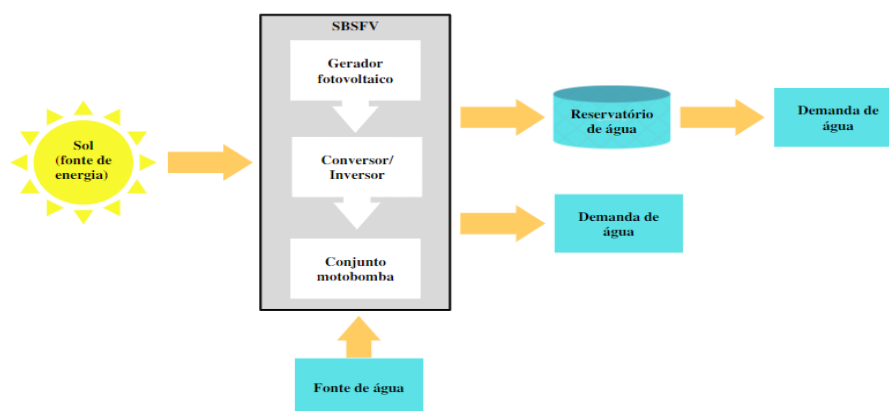 SBSFV
Gerador
fotovoltaico
Sol
(fonte de
energia)
Conversor/
Inversor
Conjunto
motobomba
Reservatório
de água
Demanda de
água
Demanda de
água
Fonte de água